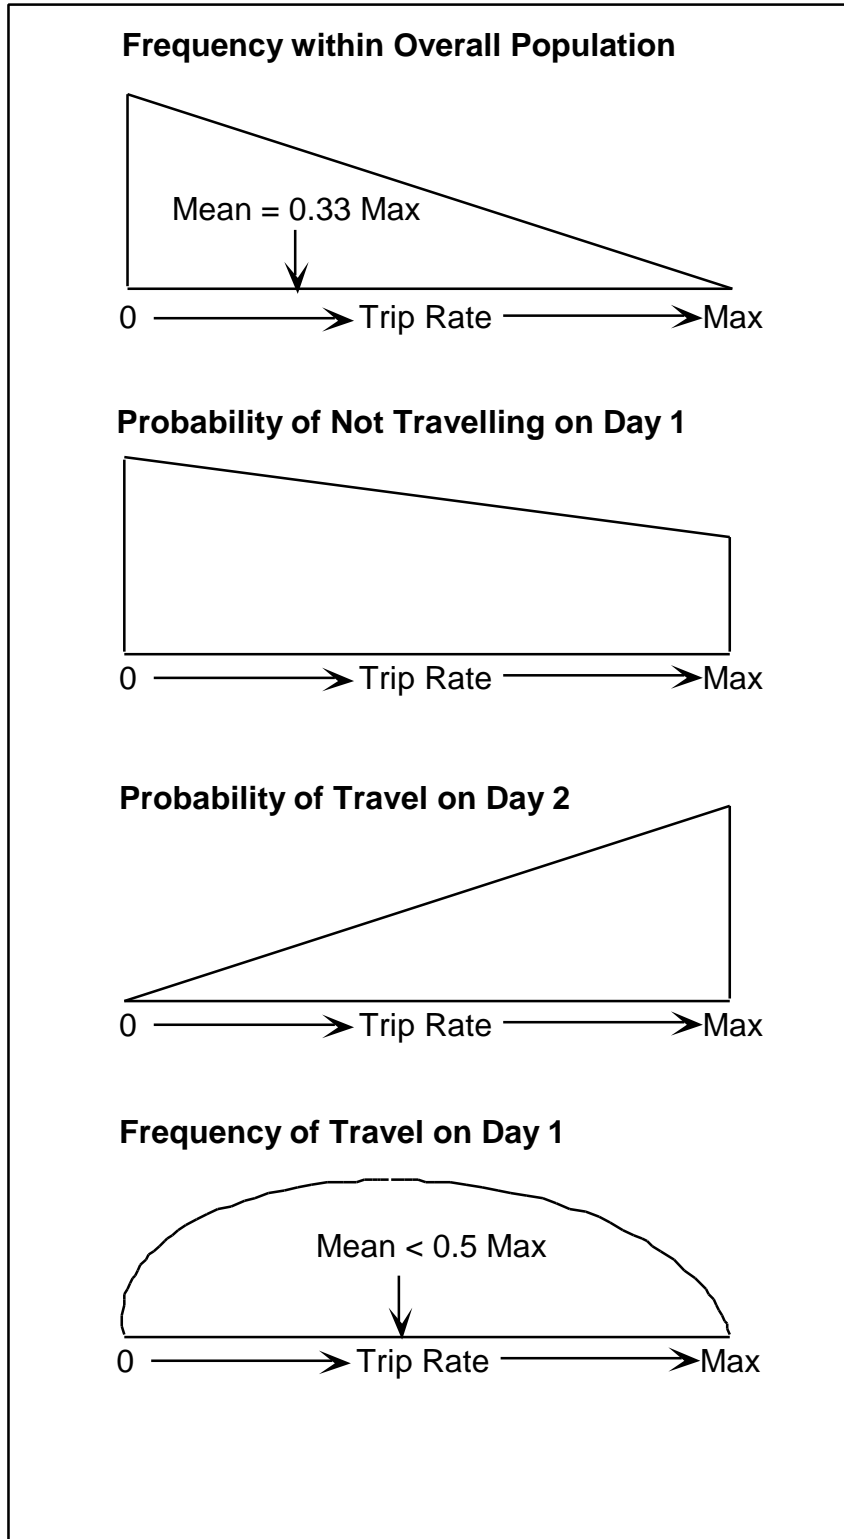 Frequency within Overall Population
Mean = 0.33 Max
0 Trip Rate Max
Probability of Not Travelling on Day 1
0 Trip Rate Max
Probability of Travel on Day 2
0 Trip Rate Max
Frequency of Travel on Day 1
Mean < 0.5 Max
0 Trip Rate Max